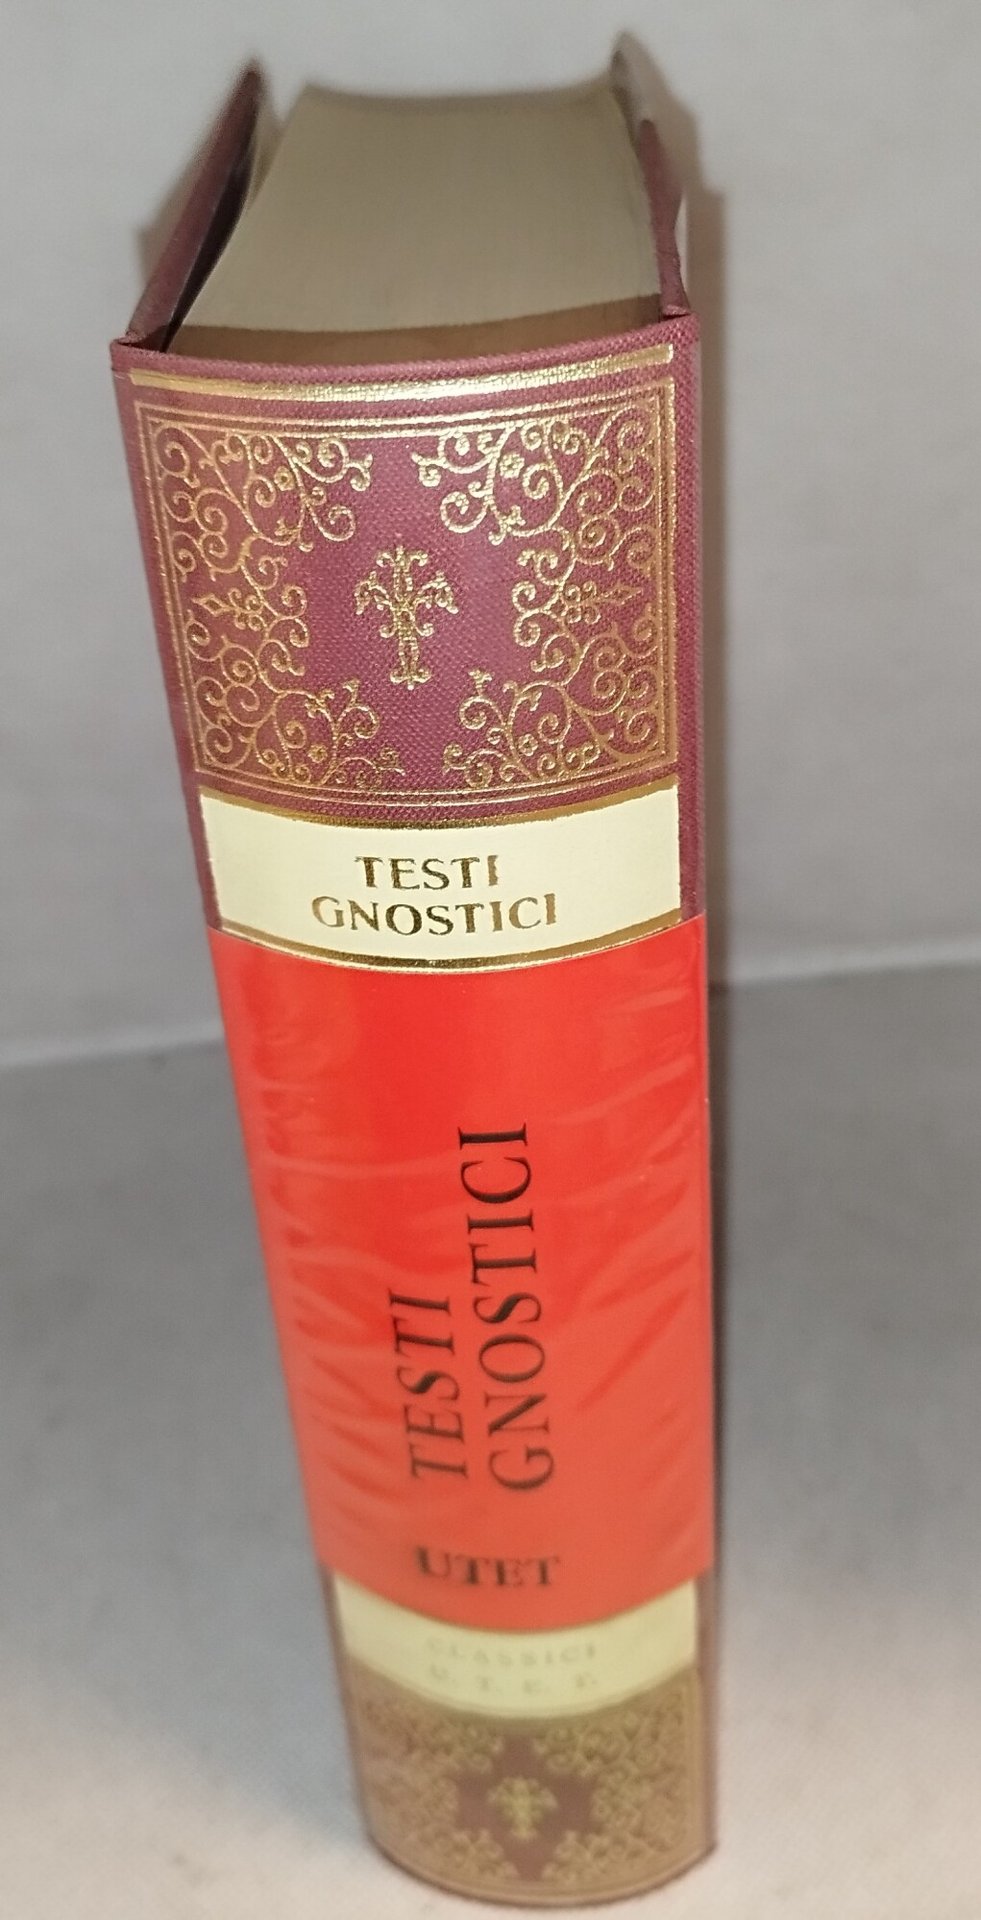 TESTI
GNOSTICI
TESTI
GNOSTICI
UTET
CLASSICI
U. T. E. T.